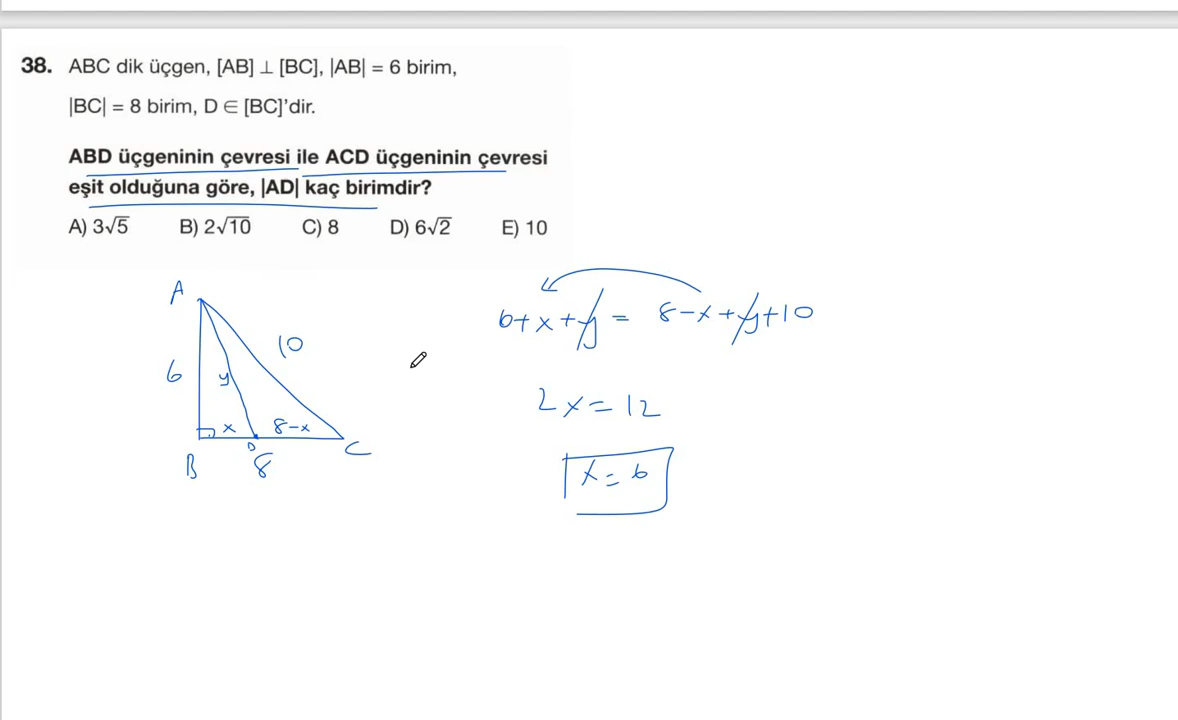 38. ABC dik üçgen, [AB] ⊥ [BC], |AB| = 6 birim,
|BC| = 8 birim, D ∈ [BC]'dir.
ABD üçgeninin çevresi ile ACD üçgeninin çevresi
eşit olduğuna göre, |AD| kaç birimdir?
A) 3√5 B) 2√10 C) 8 D) 6√2 E) 10
A
6
y
10
x
8-x
B
D
8
C
6+x+y = 8-x+y+10
2x=12
x=6